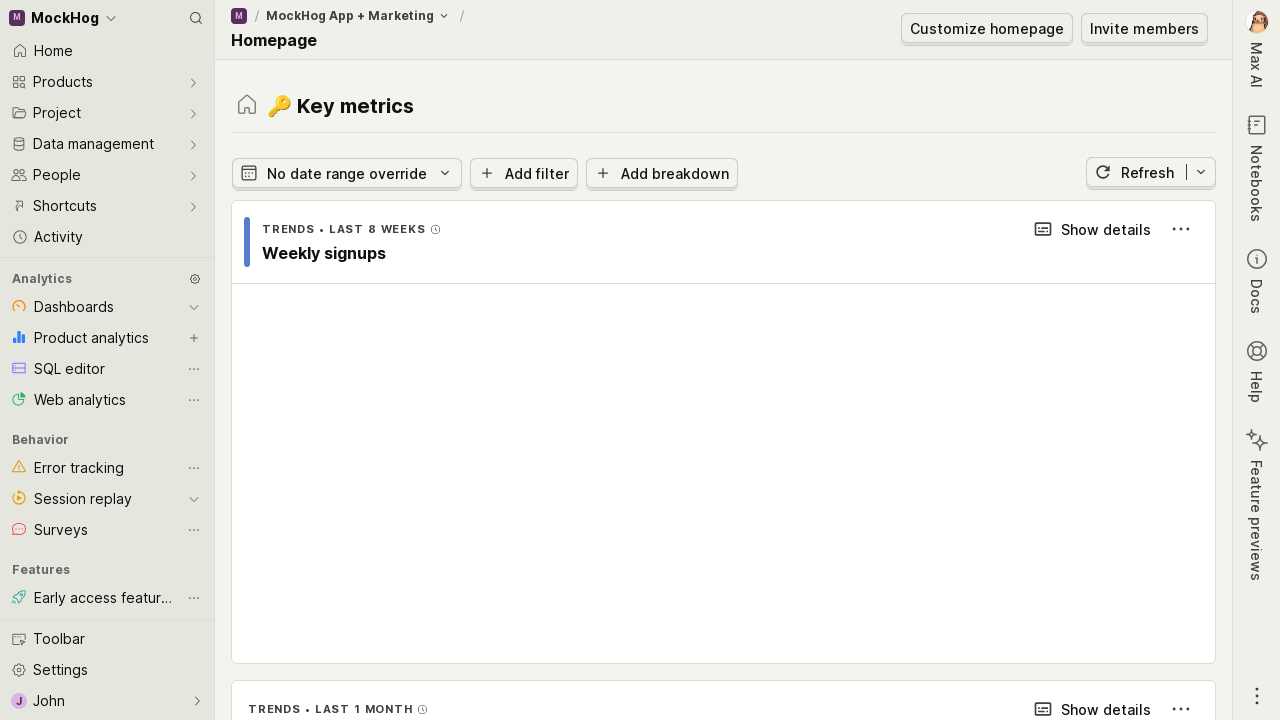 M MockHog
Home
Products
Project
Data management
People
Shortcuts
Activity
Analytics
Dashboards
Product analytics
SQL editor
Web analytics
Behavior
Error tracking
Session replay
Surveys
Features
Early access featur...
Toolbar
Settings
J John
M / MockHog App + Marketing /
Homepage
Customize homepage
Invite members
🔑 Key metrics
No date range override
Add filter
Add breakdown
Refresh
TRENDS • LAST 8 WEEKS
Weekly signups
Show details
TRENDS • LAST 1 MONTH
Show details
Max AI
Notebooks
Docs
Help
Feature previews